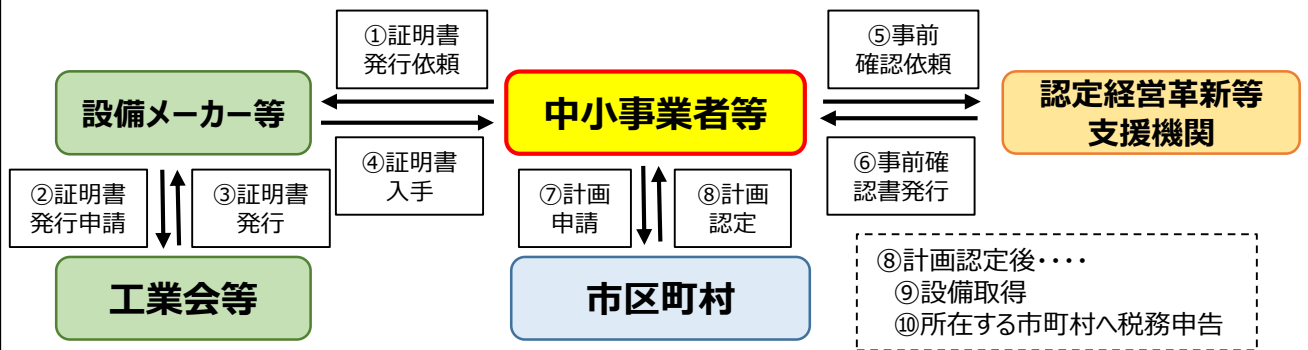 ①証明書
発行依頼
⑤事前
確認依頼
設備メーカー等
中小事業者等
認定経営革新等
支援機関
④証明書
入手
⑥事前確
認書発行
②証明書
発行申請
③証明書
発行
⑦計画
申請
⑧計画
認定
工業会等
市区町村
⑧計画認定後････
⑨設備取得
⑩所在する市町村へ税務申告